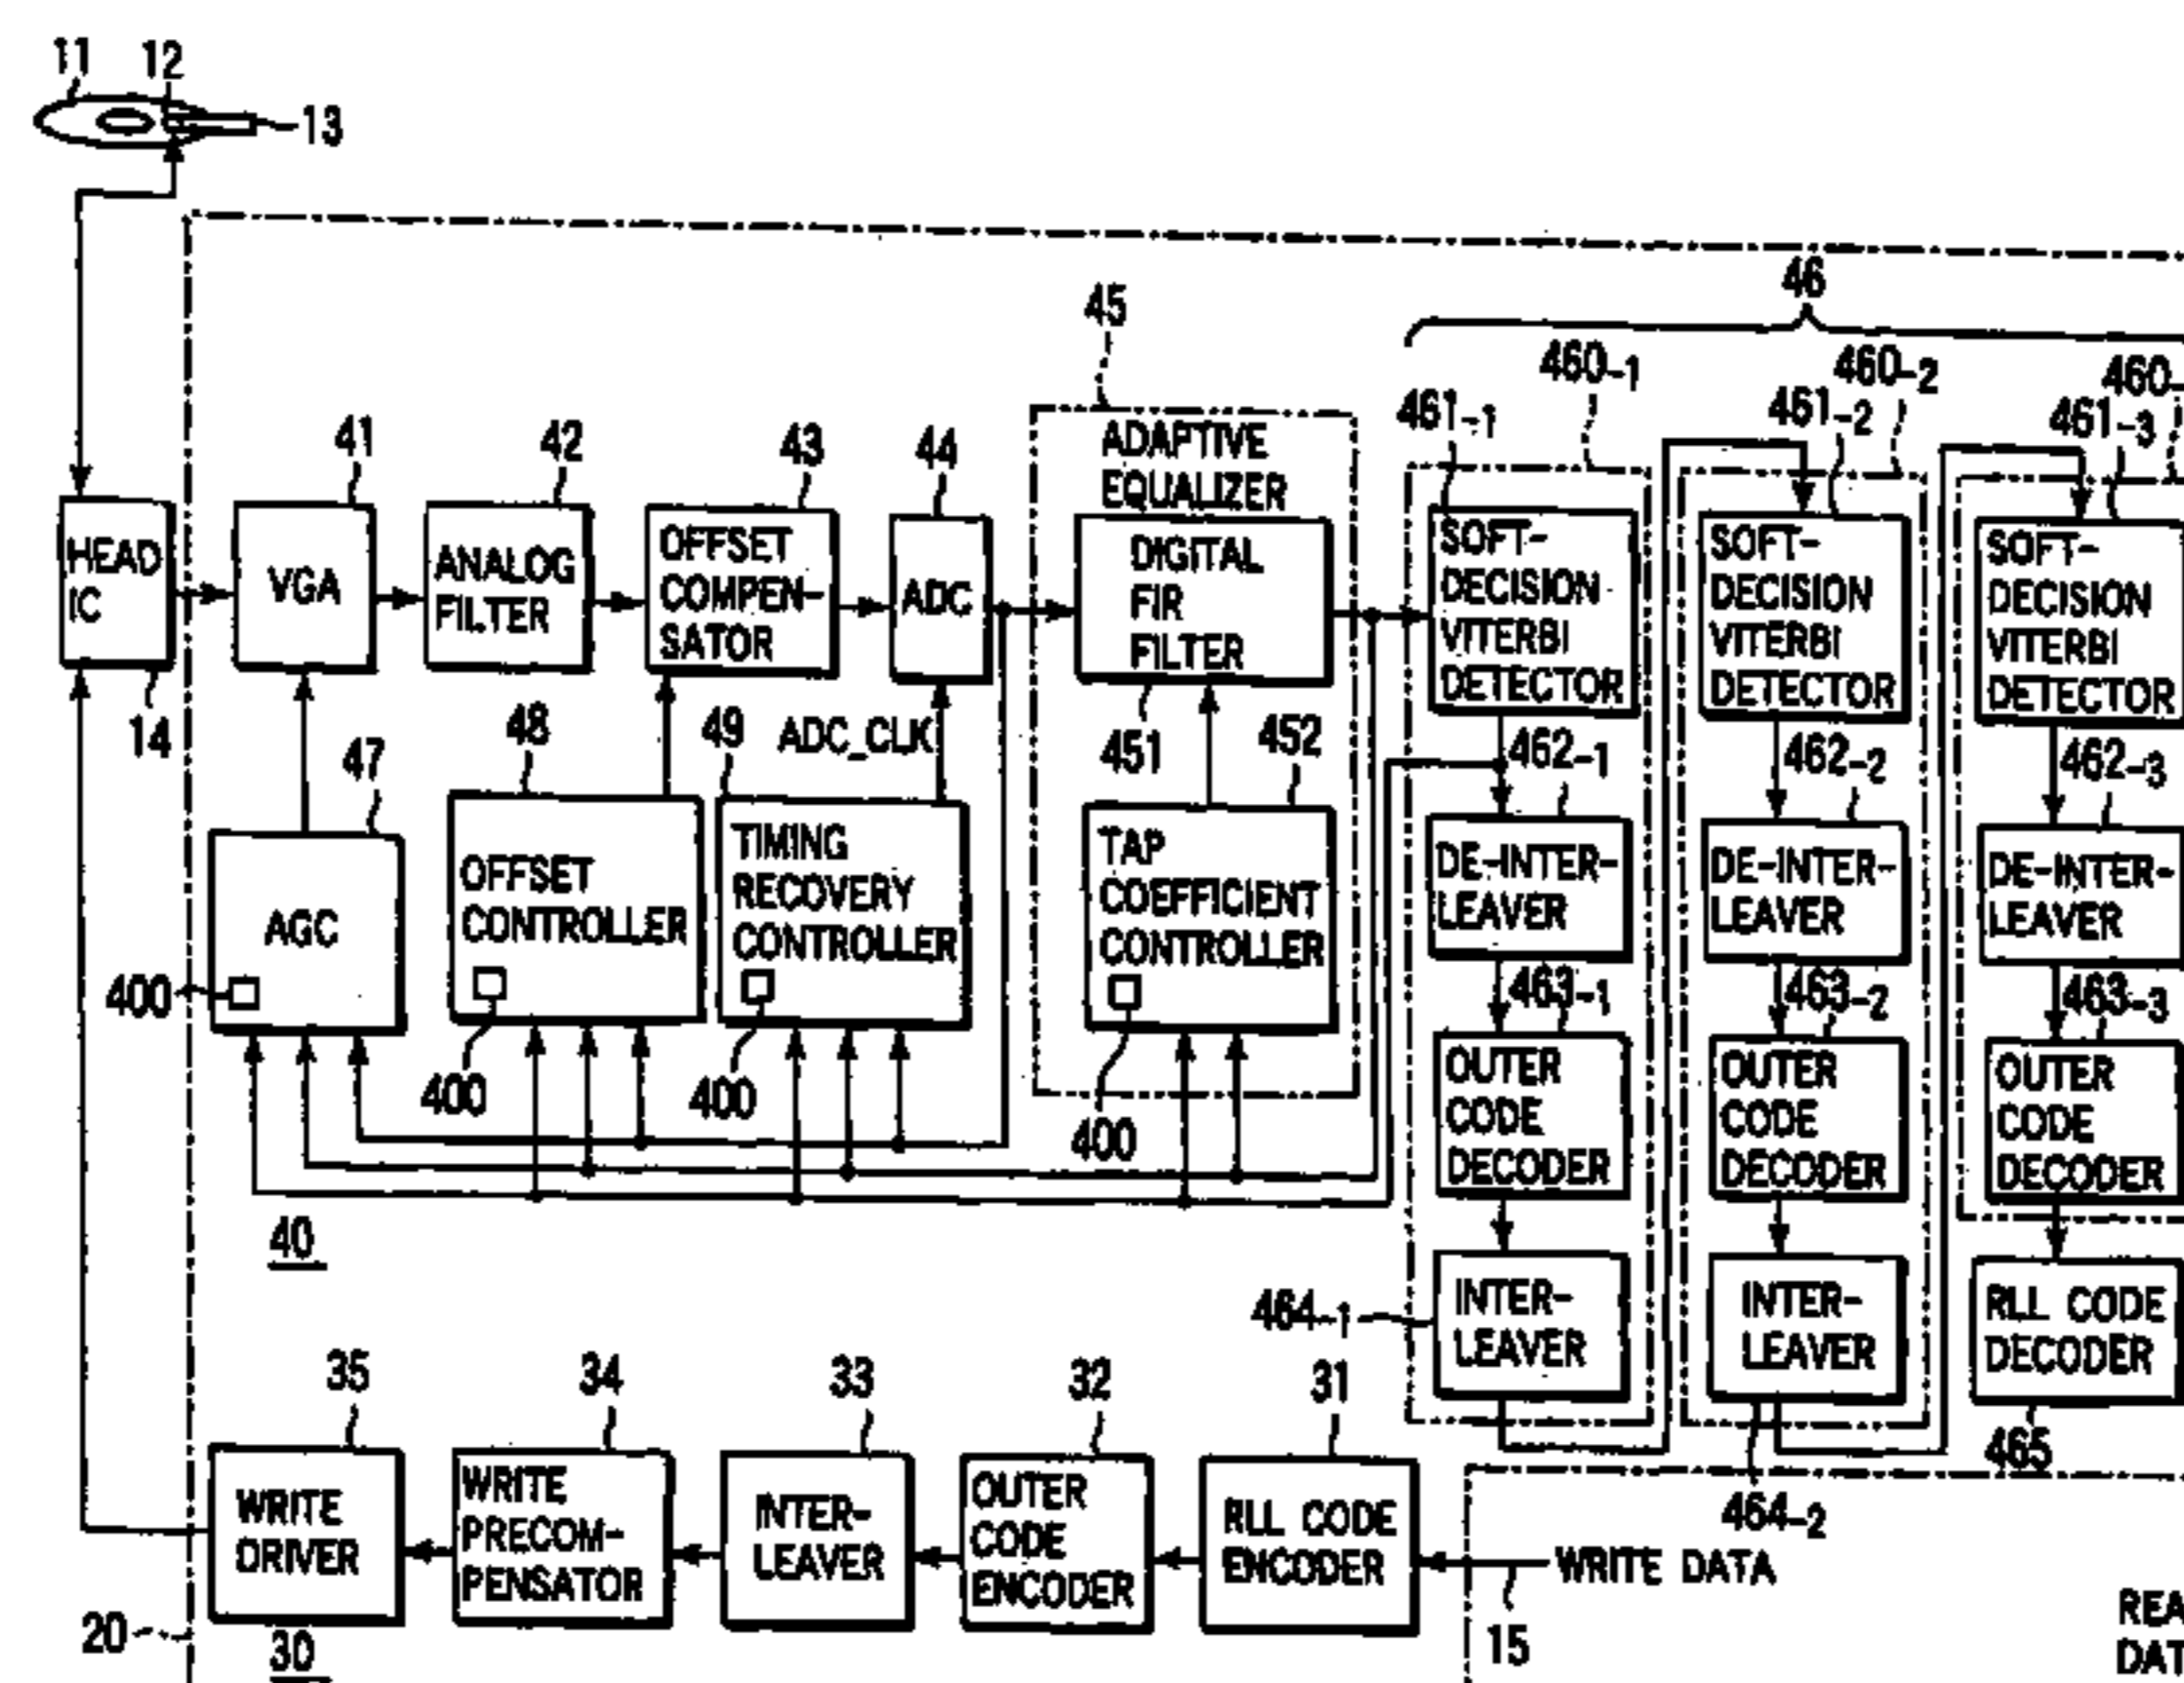 11
12
13
46
45
460-1
460-2
460-
461-1
461-2
461-3
41
42
43
44
ADAPTIVE
EQUALIZER
HEAD
IC
VGA
ANALOG
FILTER
OFFSET
COMPEN-
SATOR
ADC
DIGITAL
FIR
FILTER
SOFT-
DECISION
VITERBI
DETECTOR
SOFT-
DECISION
VITERBI
DETECTOR
SOFT-
DECISION
VITERBI
DETECTOR
14
47
48
49
ADC_CLK
451
452
462-1
462-2
462-3
AGC
OFFSET
CONTROLLER
TIMING
RECOVERY
CONTROLLER
TAP
COEFFICIENT
CONTROLLER
DE-INTER-
LEAVER
DE-INTER-
LEAVER
DE-INTER-
LEAVER
400
400
400
400
463-1
463-2
463-3
OUTER
CODE
DECODER
OUTER
CODE
DECODER
OUTER
CODE
DECODER
40
464-1
INTER-
LEAVER
INTER-
LEAVER
RLL CODE
DECODER
35
34
33
32
31
465
464-2
WRITE
DRIVER
WRITE
PRECOM-
PENSATOR
INTER-
LEAVER
OUTER
CODE
ENCODER
RLL CODE
ENCODER
WRITE DATA
15
20
30
REA
DAT